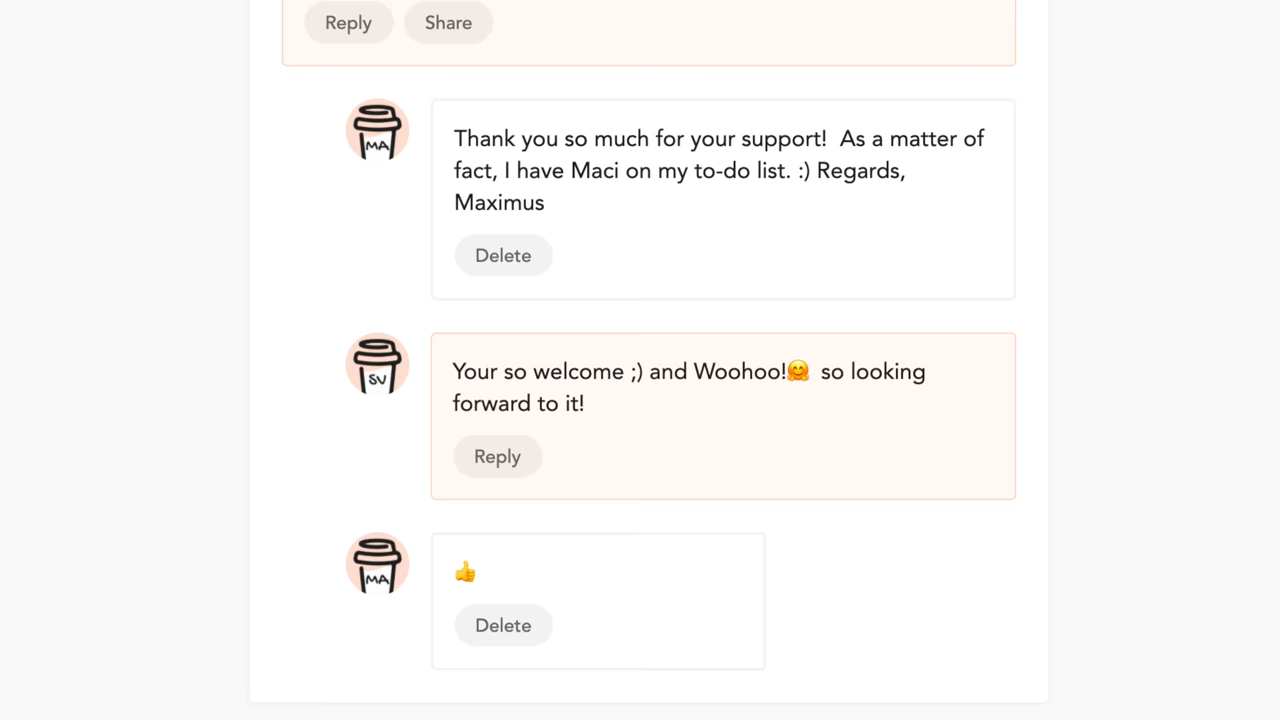 Reply Share
MA
Thank you so much for your support!  As a matter of
fact, I have Maci on my to-do list. :) Regards,
Maximus
Delete
SV
Your so welcome ;) and Woohoo!🤗  so looking
forward to it!
Reply
MA
👍
Delete